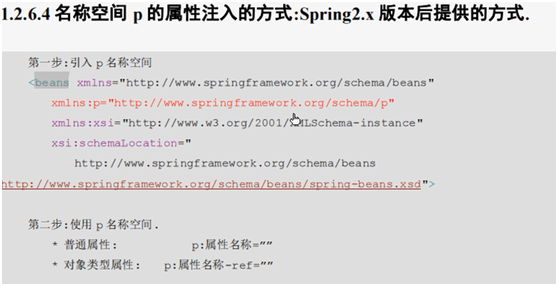 1.2.6.4 名称空间 p 的属性注入的方式:Spring2.x 版本后提供的方式.
第一步:引入 p 名称空间
<beans xmlns="http://www.springframework.org/schema/beans"
xmlns:p="http://www.springframework.org/schema/p"
xmlns:xsi="http://www.w3.org/2001/XMLSchema-instance"
xsi:schemaLocation="
http://www.springframework.org/schema/beans
http://www.springframework.org/schema/beans/spring-beans.xsd">
第二步:使用 p 名称空间.
* 普通属性: p:属性名称=””
* 对象类型属性: p:属性名称-ref=””